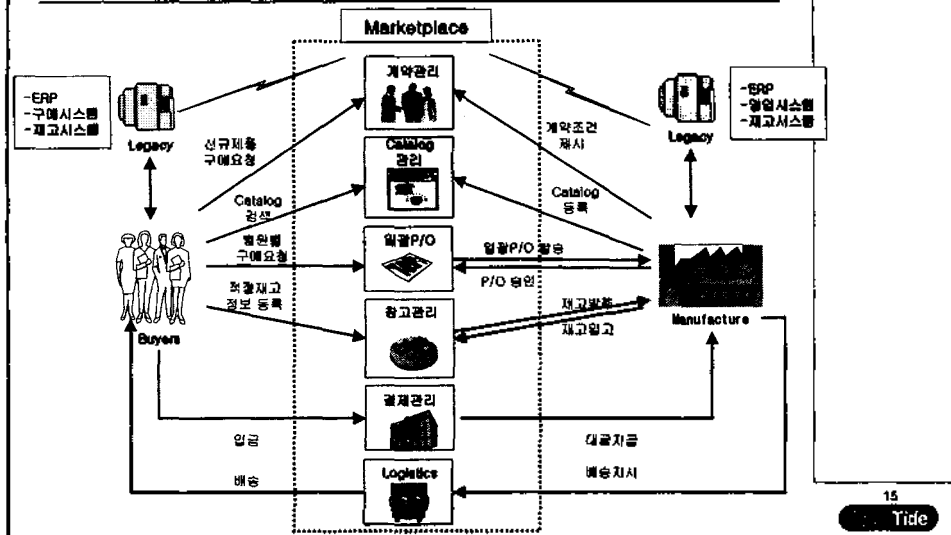 Marketplace
-ERP
-구매시스템
-재고시스템
Legacy
계약관리
-ERP
-영업시스템
-재고시스템
Legacy
신규제품
구매요청
계약조건
제시
Catalog
관리
Catalog
검색
Catalog
등록
병원별
구매요청
일괄P/O
일괄P/O 발송
P/O 승인
적정재고
정보 등록
창고관리
재고발주
재고입고
Buyers
Manufacture
결제관리
입금
대금지급
배송
Logistics
배송지시
15
Tide